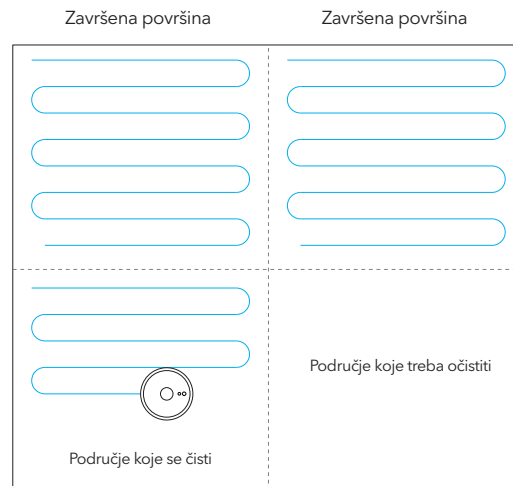 Završena površina
Završena površina
Područje koje treba očistiti
Područje koje se čisti